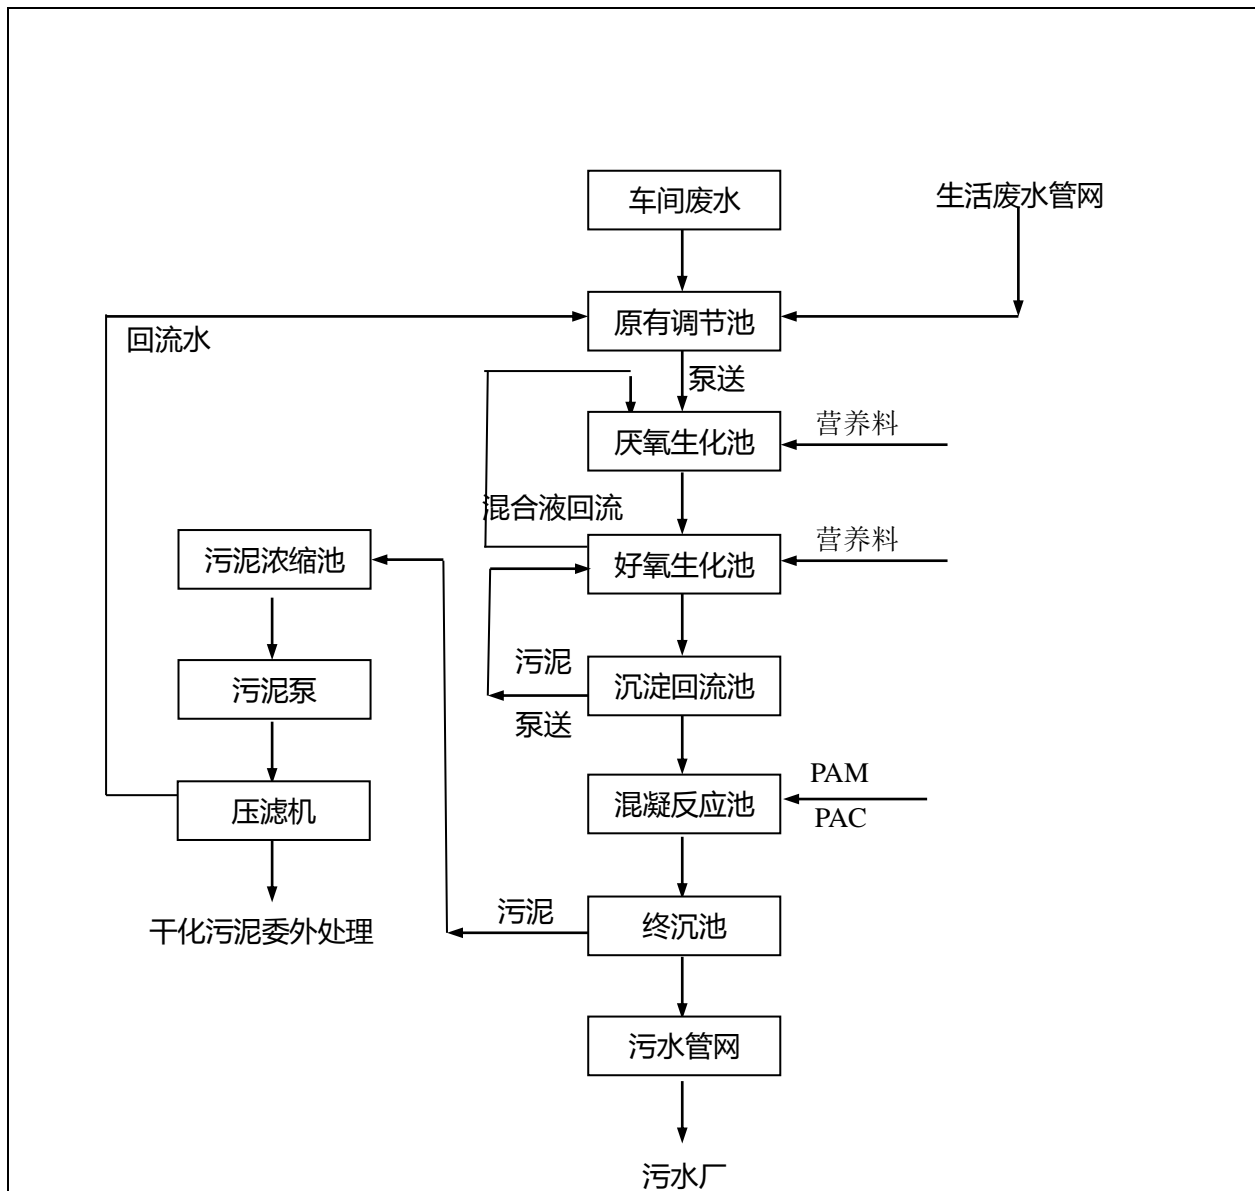 车间废水
生活废水管网
原有调节池
回流水
泵送
厌氧生化池
营养料
混合液回流
营养料
污泥浓缩池
好氧生化池
污泥
沉淀回流池
污泥泵
泵送
PAM
混凝反应池
压滤机
PAC
污泥
终沉池
干化污泥委外处理
污水管网
污水厂